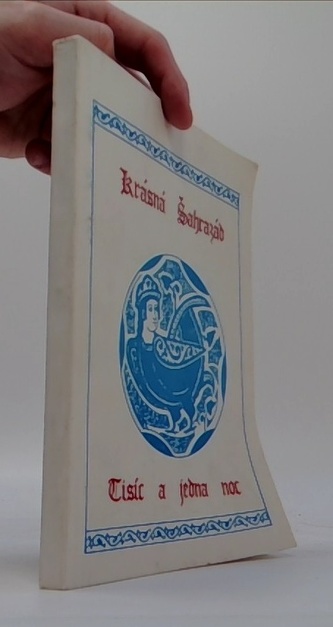 Krásná Šahrazád
Tisíc a jedna noc